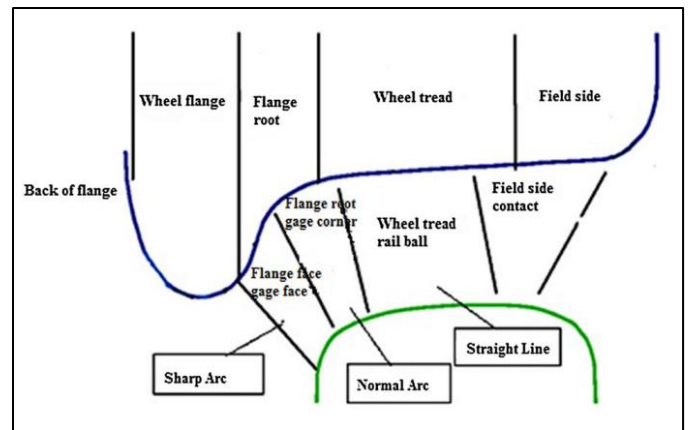 Wheel flange
Flange
root
Wheel tread
Field side
Back of flange
Flange root
gage corner
Wheel tread
rail ball
Field side
contact
Flange face
gage face
Sharp Arc
Normal Arc
Straight Line